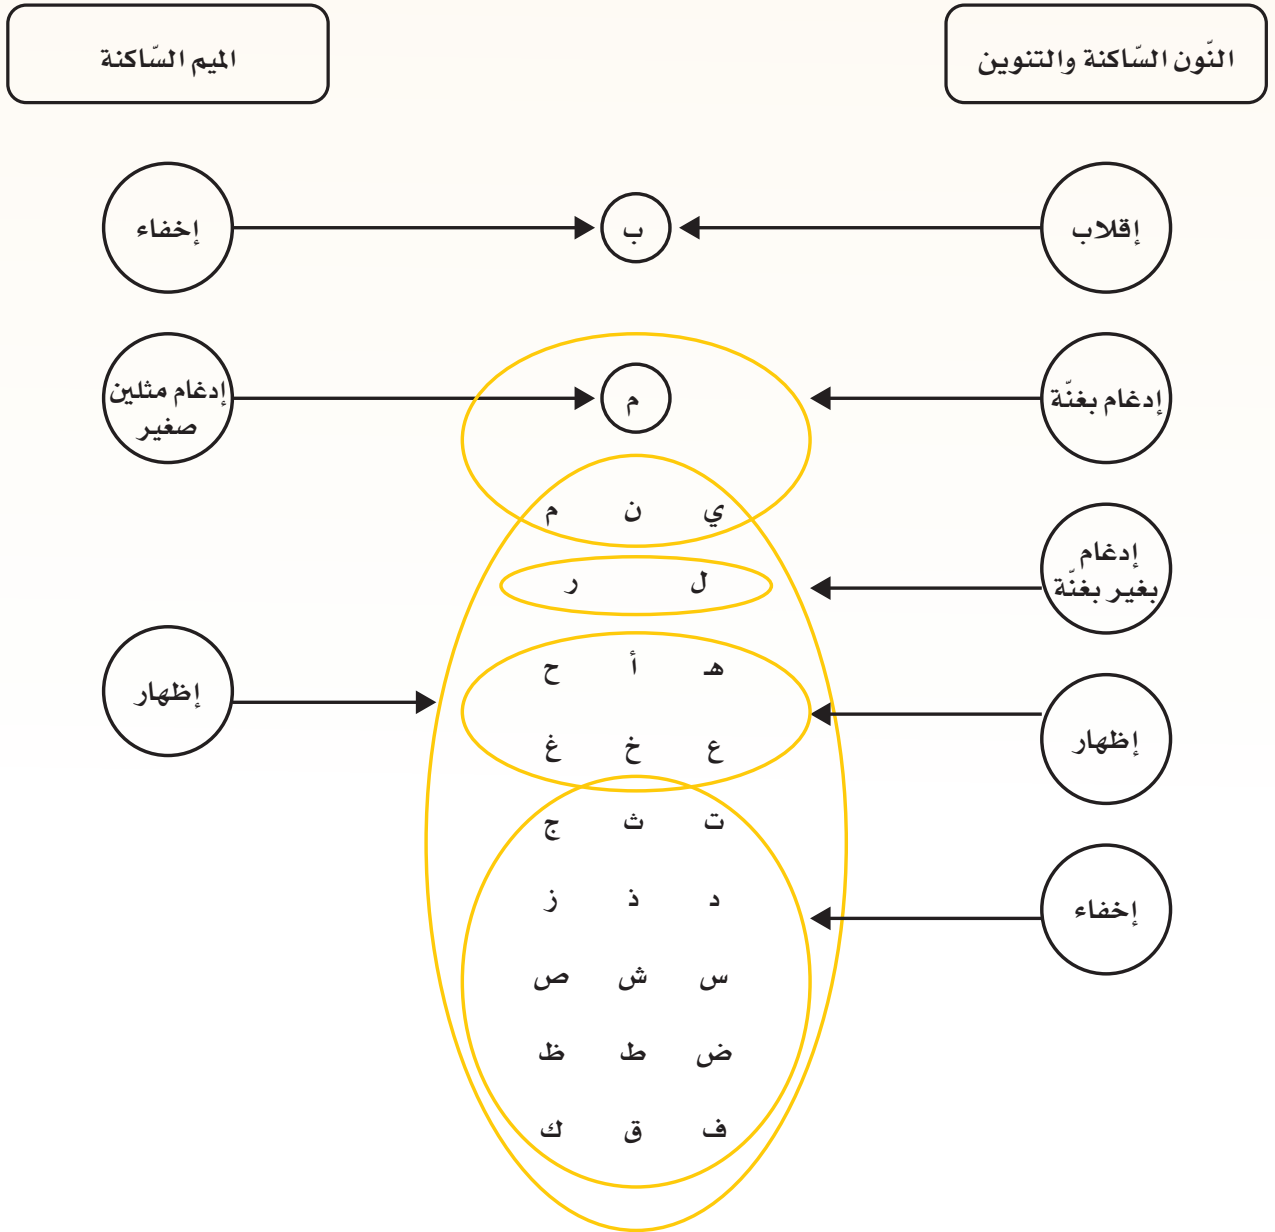 النّون السّاكنة والتنوين
الميم السّاكنة
إقلاب
ب
إخفاء
إدغام بغنّة
م
إدغام مثلين
صغير
ي ن م
إدغام
بغير بغنّة
ل ر
هـ أ ح
إظهار
إظهار
ع خ غ
ت ث ج
إخفاء
د ذ ز
س ش ص
ض ط ظ
ف ق ك